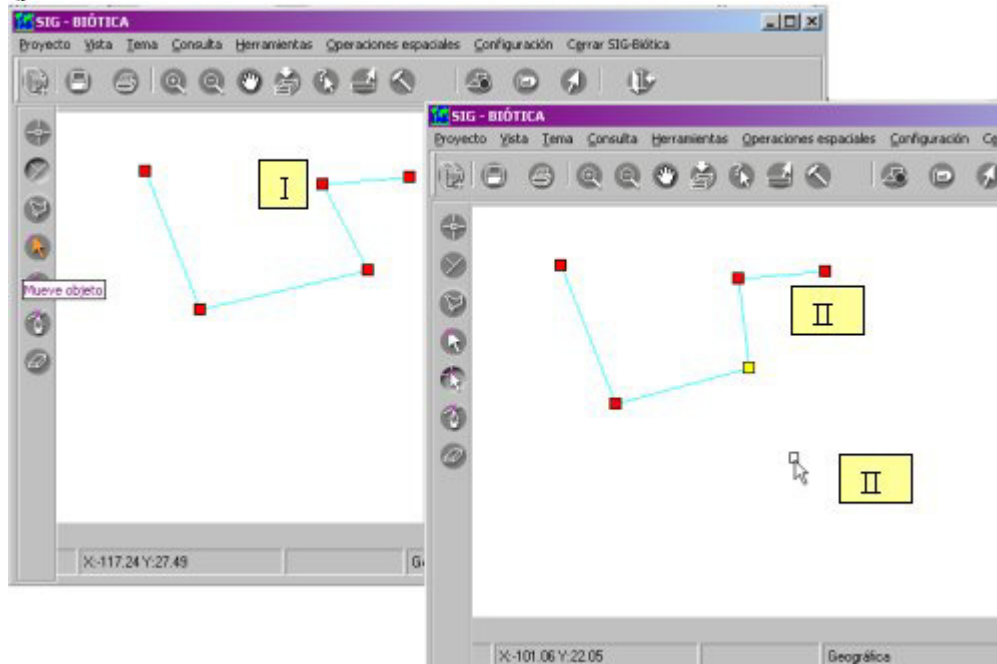 SIG - BIÓTICA
Proyecto Vista Tema Consulta Herramientas Operaciones espaciales Configuración Cerrar SIG-Biótica
I
Mueve objeto
X:-117.24 Y:27.49
SIG - BIÓTICA
Proyecto Vista Tema Consulta Herramientas Operaciones espaciales Configuración
II
II
X:-101.06 Y:22.05 Geográfica